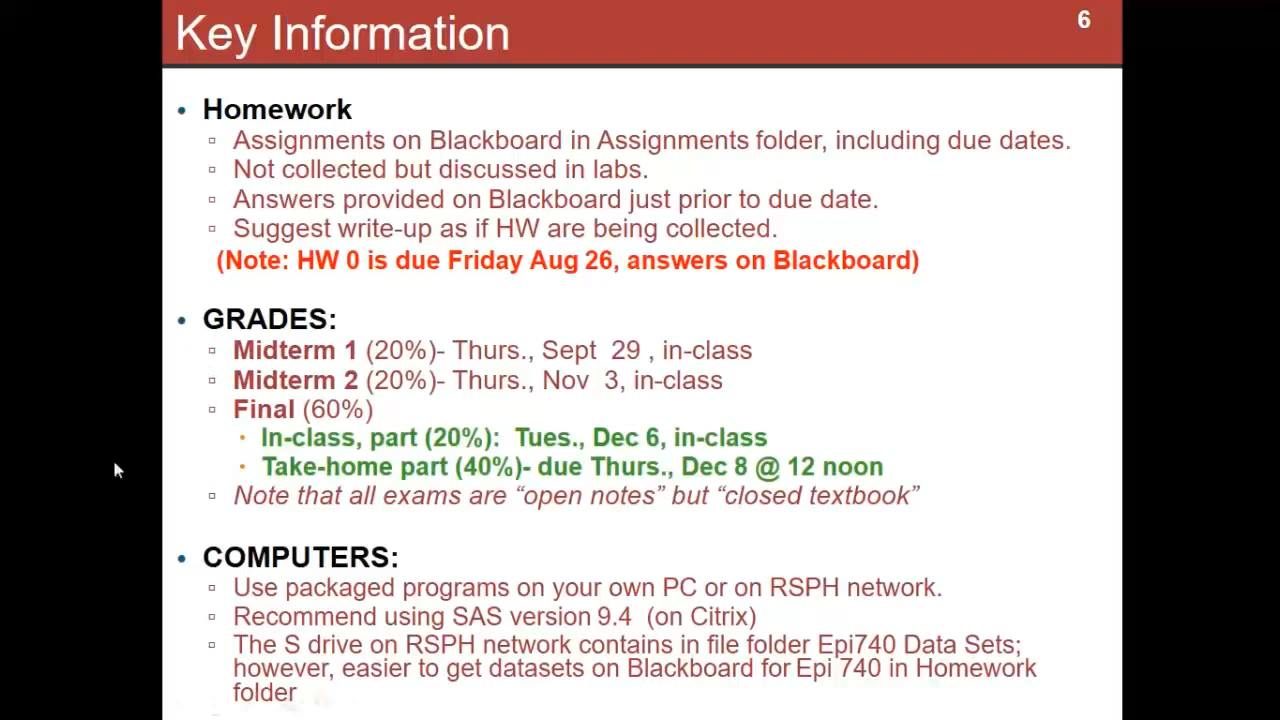 Key Information
6
• Homework
▫ Assignments on Blackboard in Assignments folder, including due dates.
▫ Not collected but discussed in labs.
▫ Answers provided on Blackboard just prior to due date.
▫ Suggest write-up as if HW are being collected.
(Note: HW 0 is due Friday Aug 26, answers on Blackboard)
• GRADES:
▫ Midterm 1 (20%)- Thurs., Sept 29 , in-class
▫ Midterm 2 (20%)- Thurs., Nov 3, in-class
▫ Final (60%)
• In-class, part (20%): Tues., Dec 6, in-class
• Take-home part (40%)- due Thurs., Dec 8 @ 12 noon
▫ Note that all exams are “open notes” but “closed textbook”
• COMPUTERS:
▫ Use packaged programs on your own PC or on RSPH network.
▫ Recommend using SAS version 9.4 (on Citrix)
▫ The S drive on RSPH network contains in file folder Epi740 Data Sets;
however, easier to get datasets on Blackboard for Epi 740 in Homework
folder